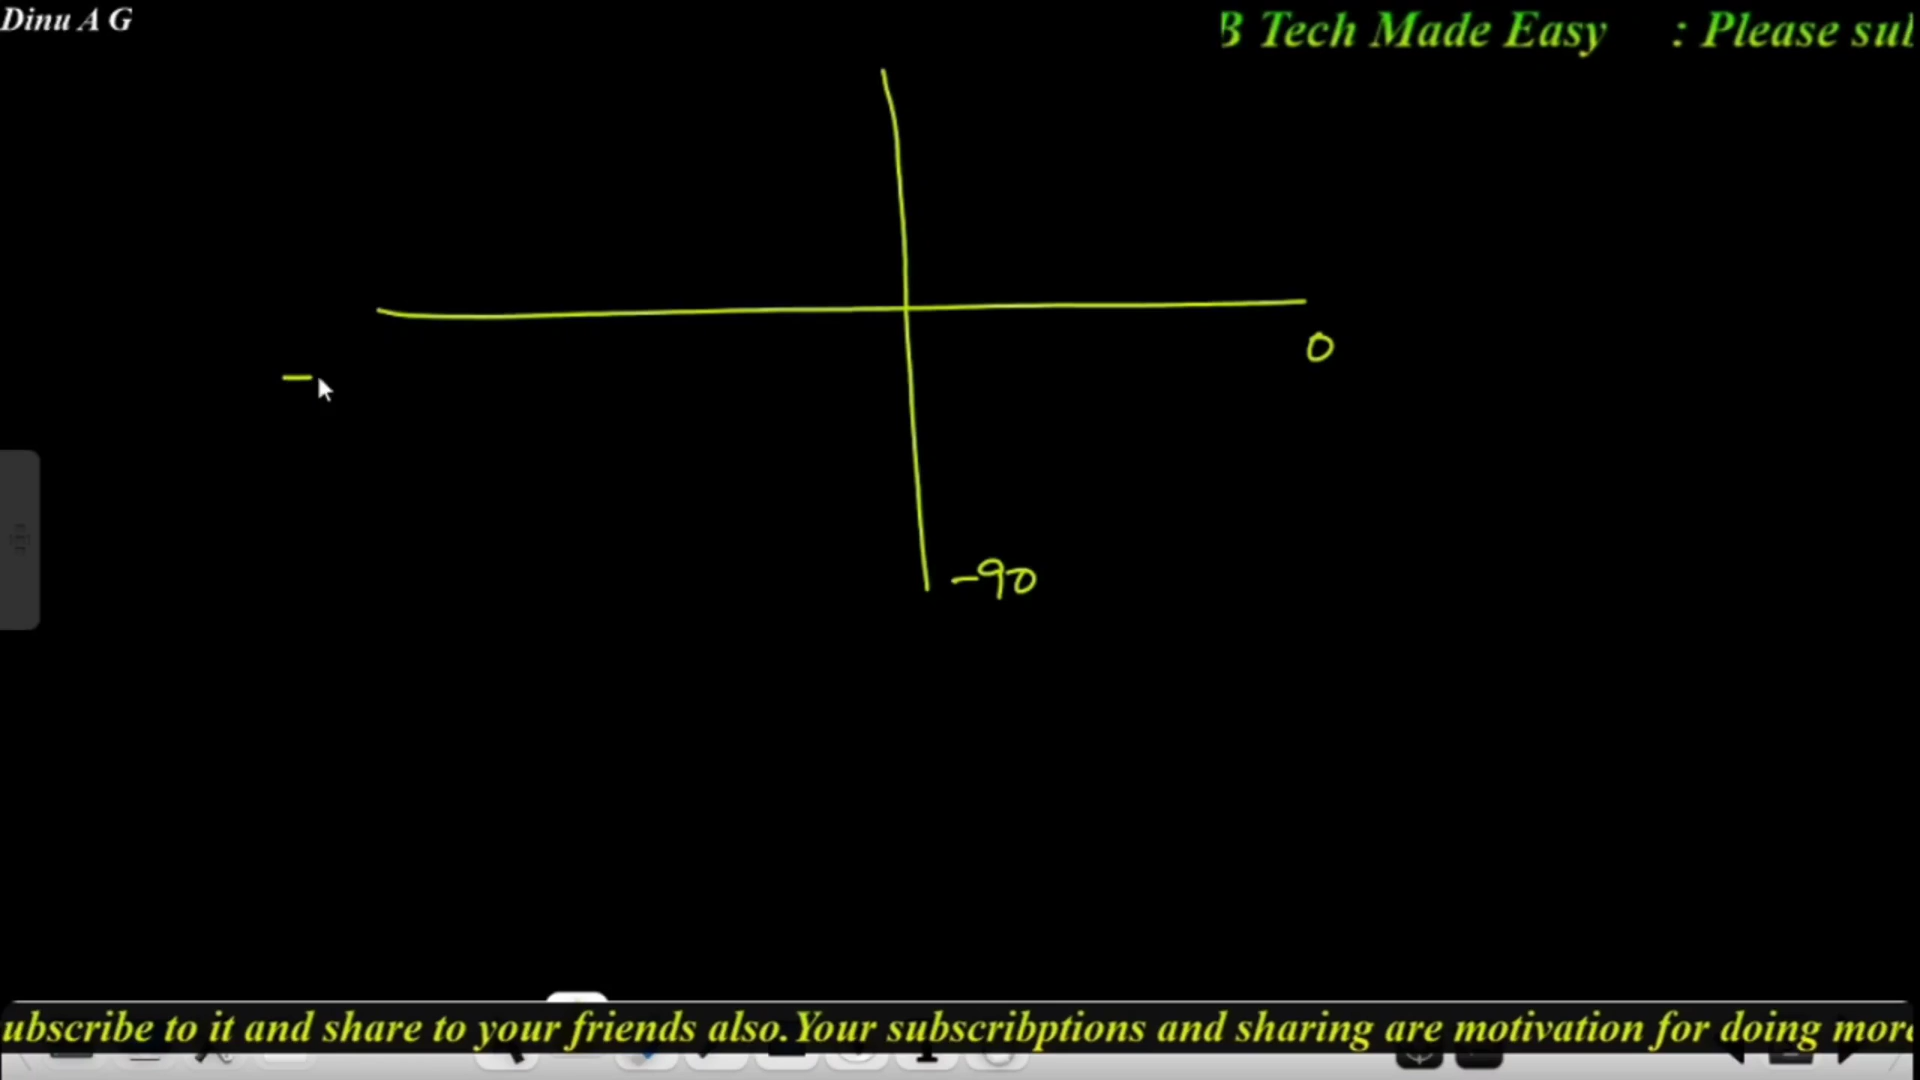 Dinu A G
B Tech Made Easy : Please sul
0
-
-90
ubscribe to it and share to your friends also.Your subscribptions and sharing are motivation for doing more